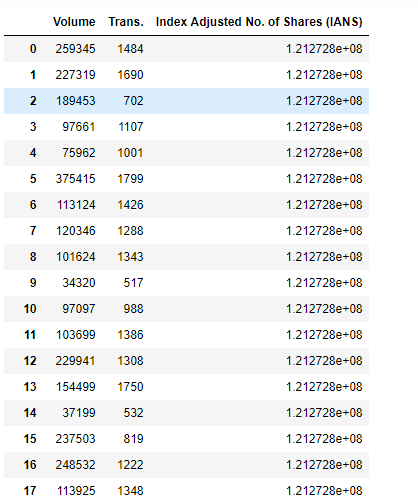 Volume Trans. Index Adjusted No. of Shares (IANS)
0 259345 1484 1.212728e+08
1 227319 1690 1.212728e+08
2 189453 702 1.212728e+08
3 97661 1107 1.212728e+08
4 75962 1001 1.212728e+08
5 375415 1799 1.212728e+08
6 113124 1426 1.212728e+08
7 120346 1288 1.212728e+08
8 101624 1343 1.212728e+08
9 34320 517 1.212728e+08
10 97097 988 1.212728e+08
11 103699 1386 1.212728e+08
12 229941 1308 1.212728e+08
13 154499 1750 1.212728e+08
14 37199 532 1.212728e+08
15 237503 819 1.212728e+08
16 248532 1222 1.212728e+08
17 113925 1348 1.212728e+08